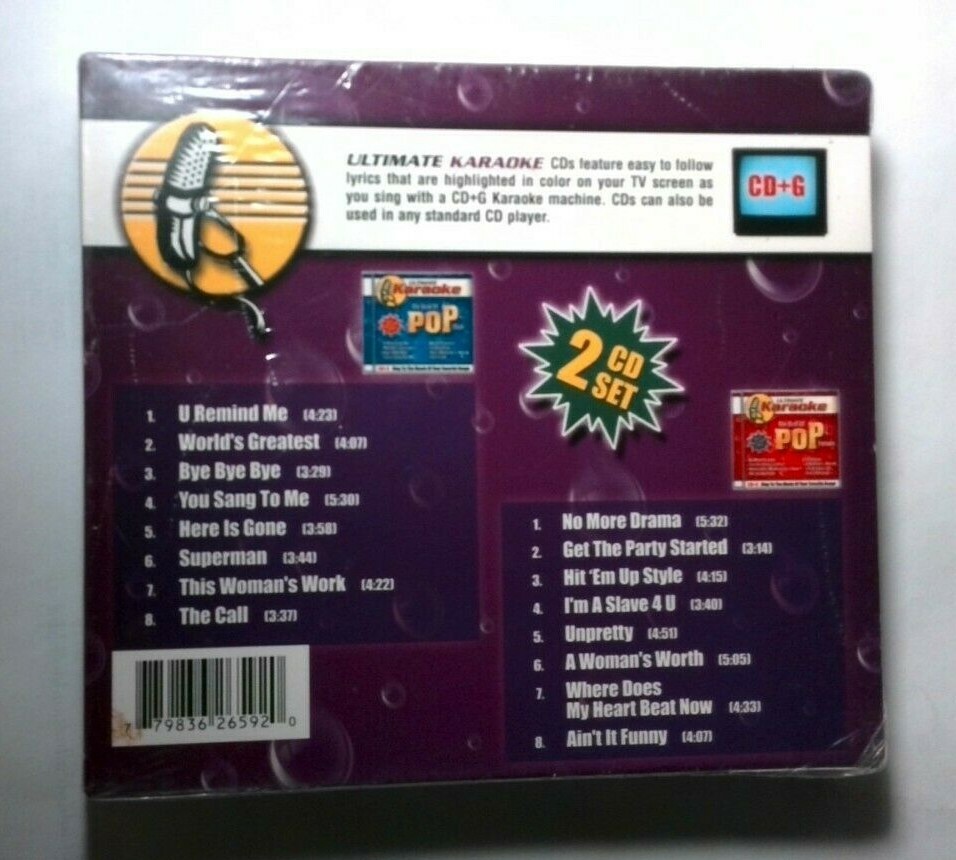 ULTIMATE KARAOKE CDs feature easy to follow
lyrics that are highlighted in color on your TV screen as
you sing with a CD+G Karaoke machine. CDs can also be
used in any standard CD player.
CD+G
ULTIMATE
Karaoke
POP
2 CD
SET
ULTIMATE
Karaoke
POP
1. U Remind Me (4:23)
2. World's Greatest (4:07)
3. Bye Bye Bye (3:29)
4. You Sang To Me (5:30)
5. Here Is Gone (3:58)
6. Superman (3:44)
7. This Woman's Work (4:22)
8. The Call (3:37)
1. No More Drama (5:32)
2. Get The Party Started (3:14)
3. Hit 'Em Up Style (4:15)
4. I'm A Slave 4 U (3:40)
5. Unpretty (4:51)
6. A Woman's Worth (5:05)
7. Where Does
My Heart Beat Now (4:33)
8. Ain't It Funny (4:07)
7 79836 26592 0